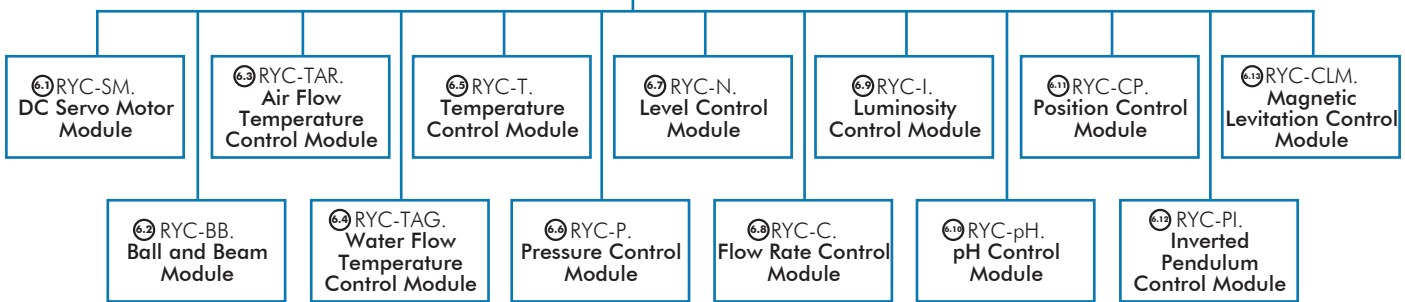 6.1 RYC-SM.
DC Servo Motor
Module
6.3 RYC-TAR.
Air Flow
Temperature
Control Module
6.5 RYC-T.
Temperature
Control Module
6.7 RYC-N.
Level Control
Module
6.9 RYC-I.
Luminosity
Control Module
6.11 RYC-CP.
Position Control
Module
6.13 RYC-CLM.
Magnetic
Levitation Control
Module
6.2 RYC-BB.
Ball and Beam
Module
6.4 RYC-TAG.
Water Flow
Temperature
Control Module
6.6 RYC-P.
Pressure Control
Module
6.8 RYC-C.
Flow Rate Control
Module
6.10 RYC-pH.
pH Control
Module
6.12 RYC-PI.
Inverted
Pendulum
Control Module